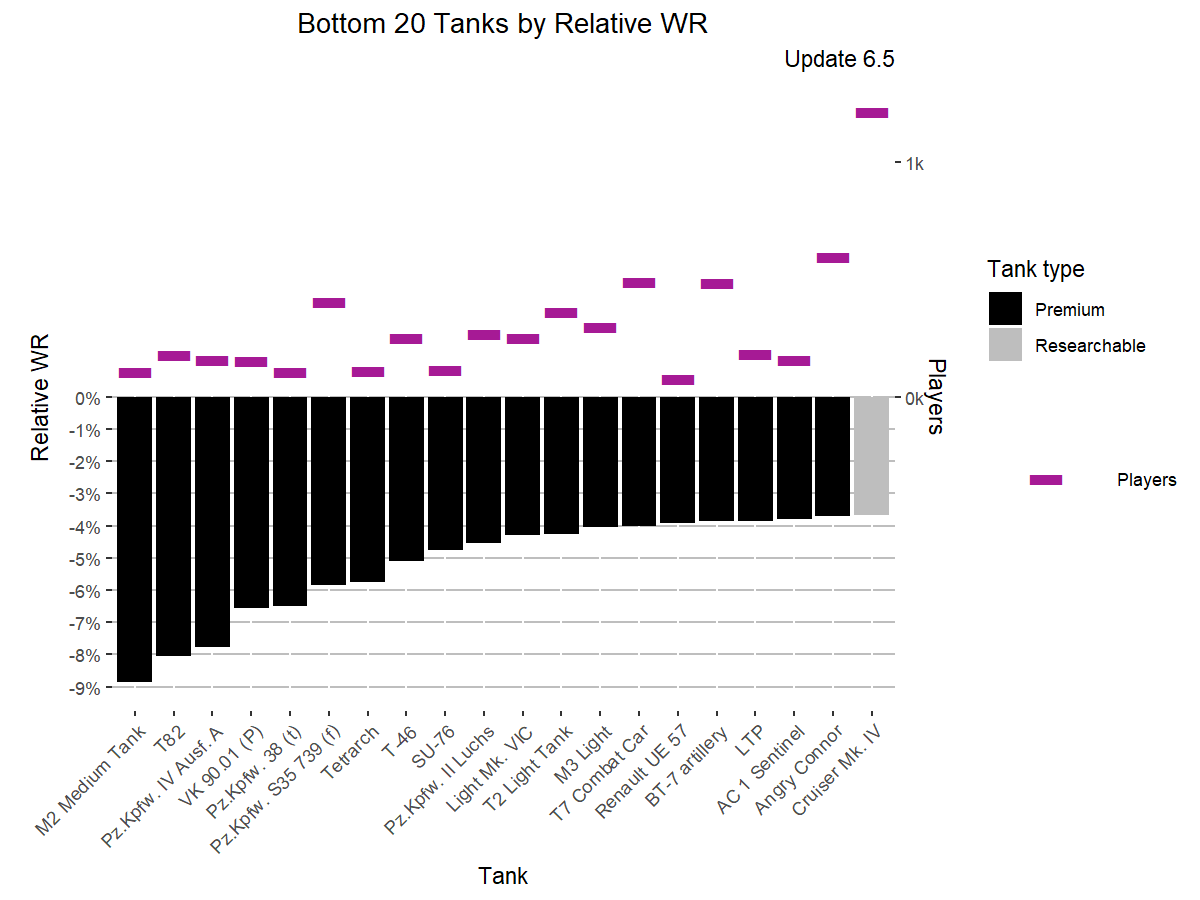 Bottom 20 Tanks by Relative WR
Update 6.5
Relative WR
0%
-1%
-2%
-3%
-4%
-5%
-6%
-7%
-8%
-9%
1k
0k
Players
M2 Medium Tank
T82
Pz.Kpfw. IV Ausf. A
VK 90.01 (P)
Pz.Kpfw. 38 (t)
Pz.Kpfw. S35 739 (f)
Tetrarch
T-46
SU-76
Pz.Kpfw. II Luchs
Light Mk. VIC
T2 Light Tank
M3 Light
T7 Combat Car
Renault UE 57
BT-7 artillery
LTP
AC 1 Sentinel
Angry Connor
Cruiser Mk. IV
Tank
Tank type
Premium
Researchable
Players